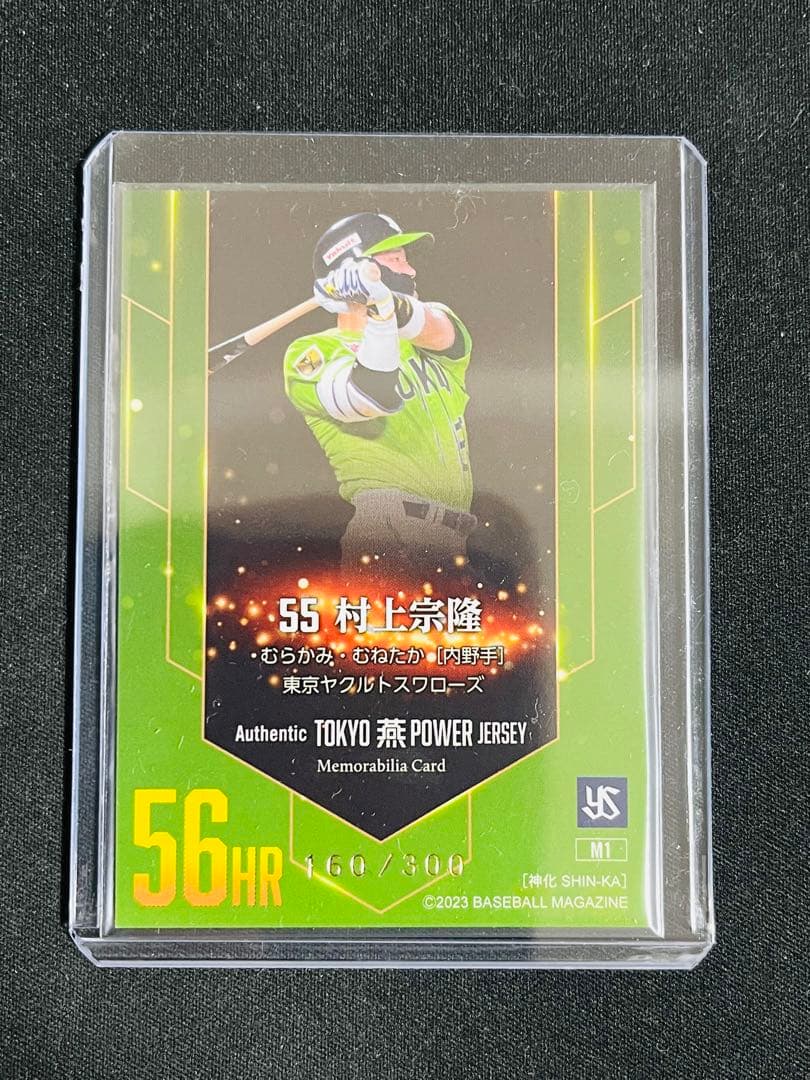 Yakult
55 村上宗隆
むらかみ・むねたか [内野手]
東京ヤクルトスワローズ
Authentic TOKYO 燕 POWER JERSEY
Memorabilia Card
56HR
160/300
YS
M1
[神化 SHIN-KA]
©2023 BASEBALL MAGAZINE